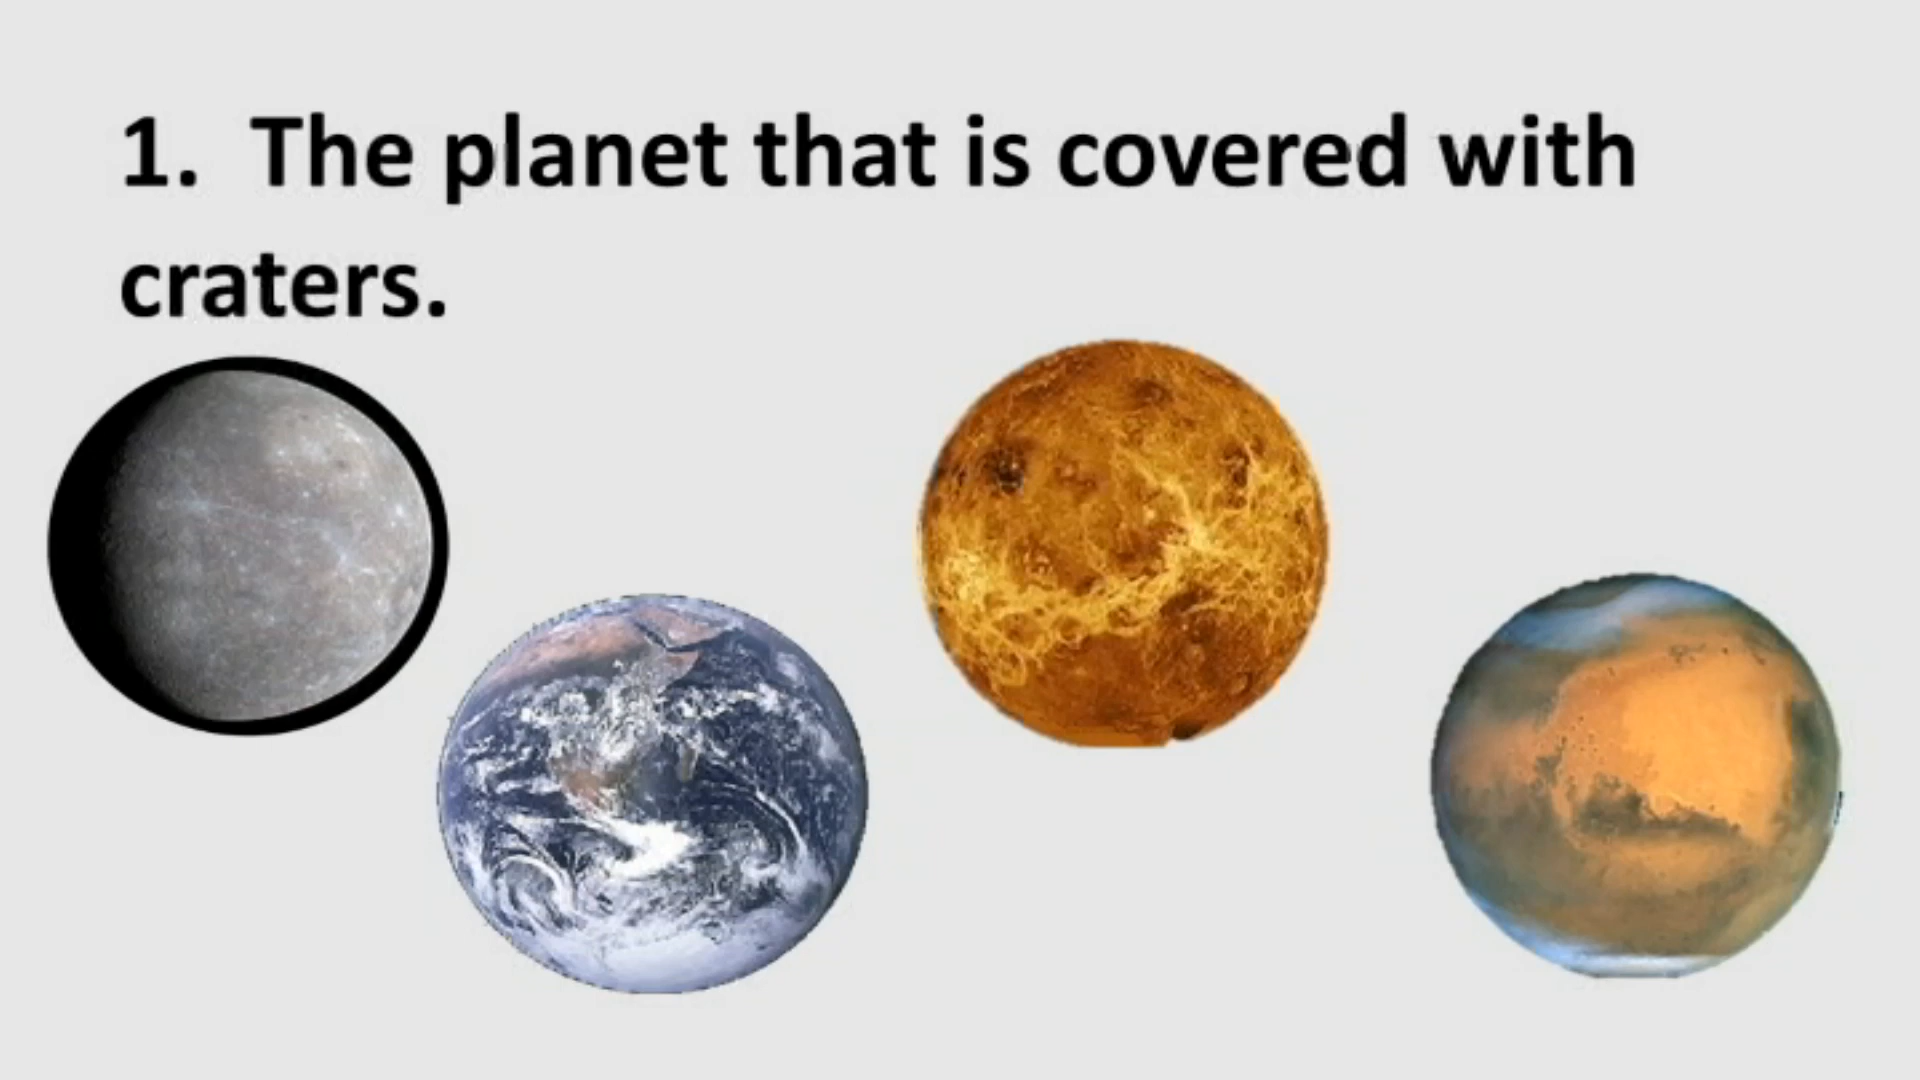 1. The planet that is covered with
craters.